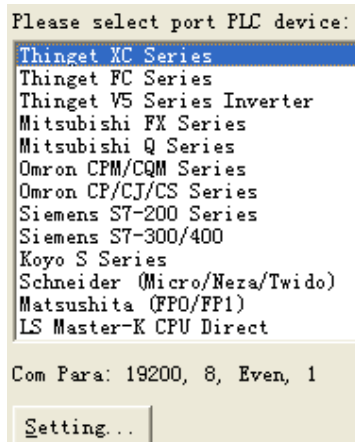 Please select port PLC device:
Thinget XC Series
Thinget FC Series
Thinget V5 Series Inverter
Mitsubishi FX Series
Mitsubishi Q Series
Omron CPM/CQM Series
Omron CP/CJ/CS Series
Siemens S7-200 Series
Siemens S7-300/400
Koyo S Series
Schneider (Micro/Neza/Twido)
Matsushita (FP0/FP1)
LS Master-K CPU Direct
Com Para: 19200, 8, Even, 1
Setting...